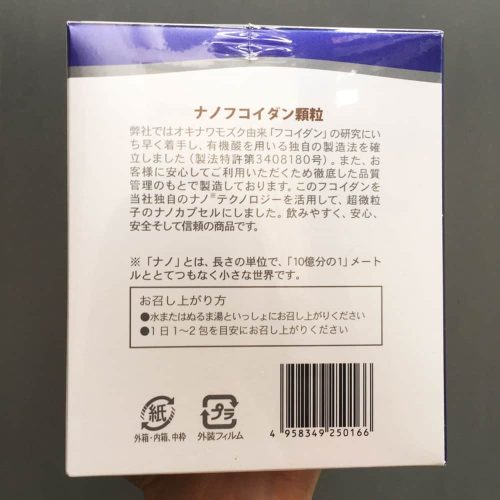 ナノフコイダン顆粒
弊社ではオキナワモズク由来「フコイダン」の研究にい
ち早く着手し、有機酸を用いる独自の製造法を確
立しました（製法特許第3408180号）。また、お
客様に安心してご利用いただくため徹底した品質
管理のもとで製造しております。このフコイダンを
当社独自のナノ®テクノロジーを活用して、超微粒
子のナノカプセルにしました。飲みやすく、安心、
安全そして信頼の商品です。
※「ナノ」とは、長さの単位で、「10億分の1」メート
ルととてつもなく小さな世界です。
お召し上がり方
●水またはぬるま湯といっしょにお召し上がりください
●1日1～2包を目安にお召し上がりください
紙
外箱・内箱、中枠
プラ
外装フィルム
4 958349 250166